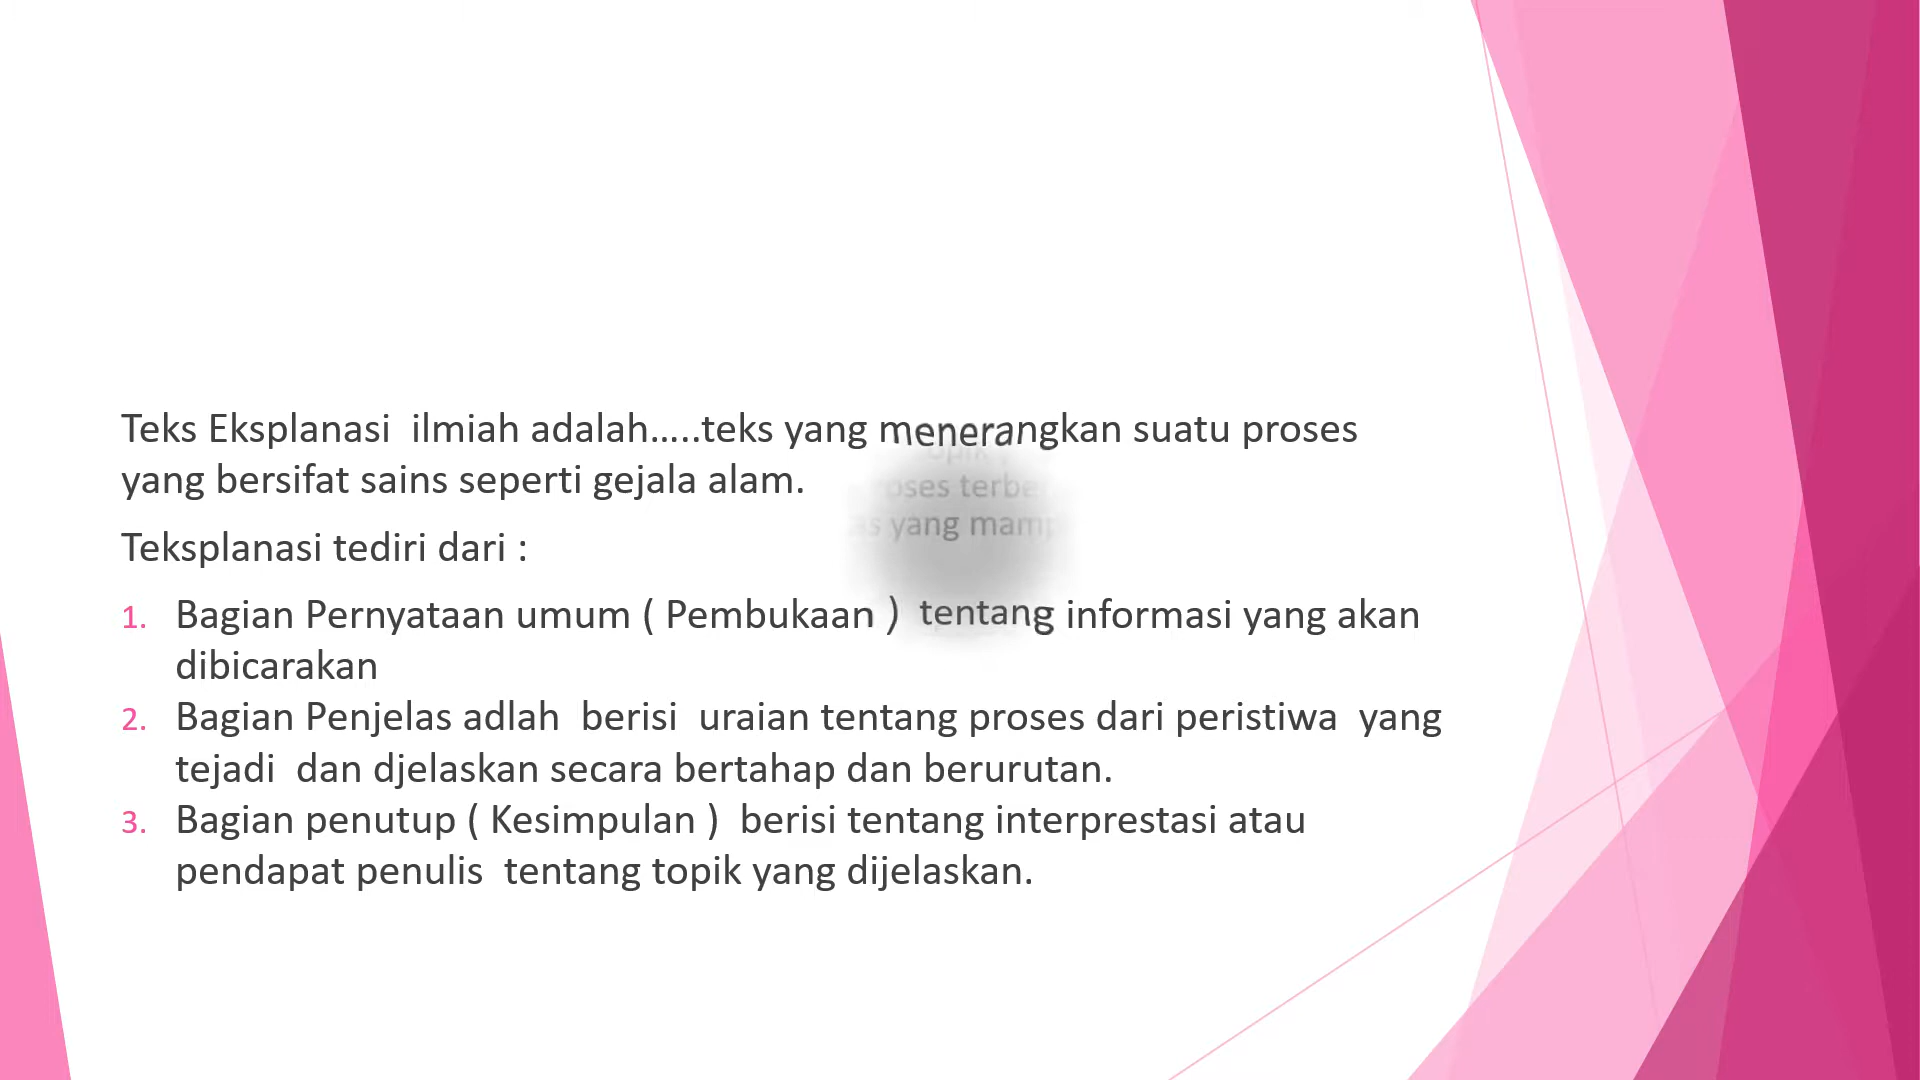 Teks Eksplanasi ilmiah adalah.....teks yang menerangkan suatu proses
yang bersifat sains seperti gejala alam.
yang
Teksplanasi tediri dari :
1. Bagian Pernyataan umum ( Pembukaan ) tentang informasi yang akan
dibicarakan
2. Bagian Penjelas adlah berisi uraian tentang proses dari peristiwa yang
tejadi dan djelaskan secara bertahap dan berurutan.
3. Bagian penutup ( Kesimpulan ) berisi tentang interprestasi atau
pendapat penulis tentang topik yang dijelaskan.